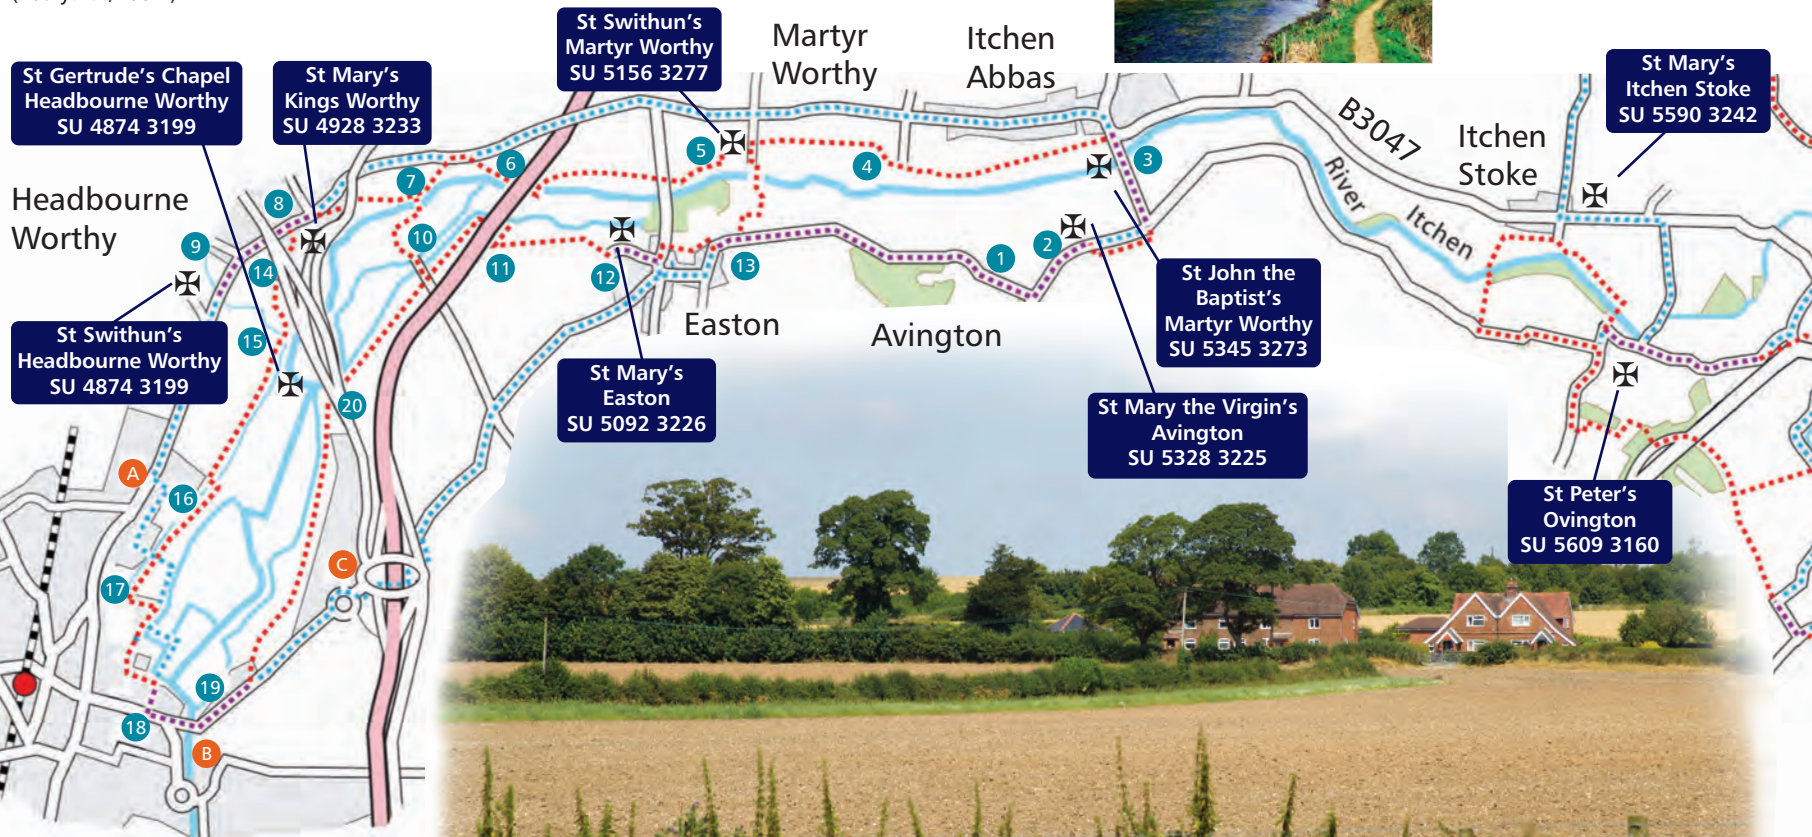 St Swithun's
Martyr Worthy
SU 5156 3277
Martyr
Worthy
Itchen
Abbas
St Gertrude's Chapel
Headbourne Worthy
SU 4874 3199
St Mary's
Kings Worthy
SU 4928 3233
St Mary's
Itchen Stoke
SU 5590 3242
B3047
Itchen
Stoke
River
Itchen
Headbourne
Worthy
St Swithun's
Headbourne Worthy
SU 4874 3199
Easton
Avington
St Mary's
Easton
SU 5092 3226
St John the
Baptist's
Martyr Worthy
SU 5345 3273
St Mary the Virgin's
Avington
SU 5328 3225
St Peter's
Ovington
SU 5609 3160
1
2
3
4
5
6
7
8
9
10
11
12
13
14
15
16
17
18
19
20
A
B
C